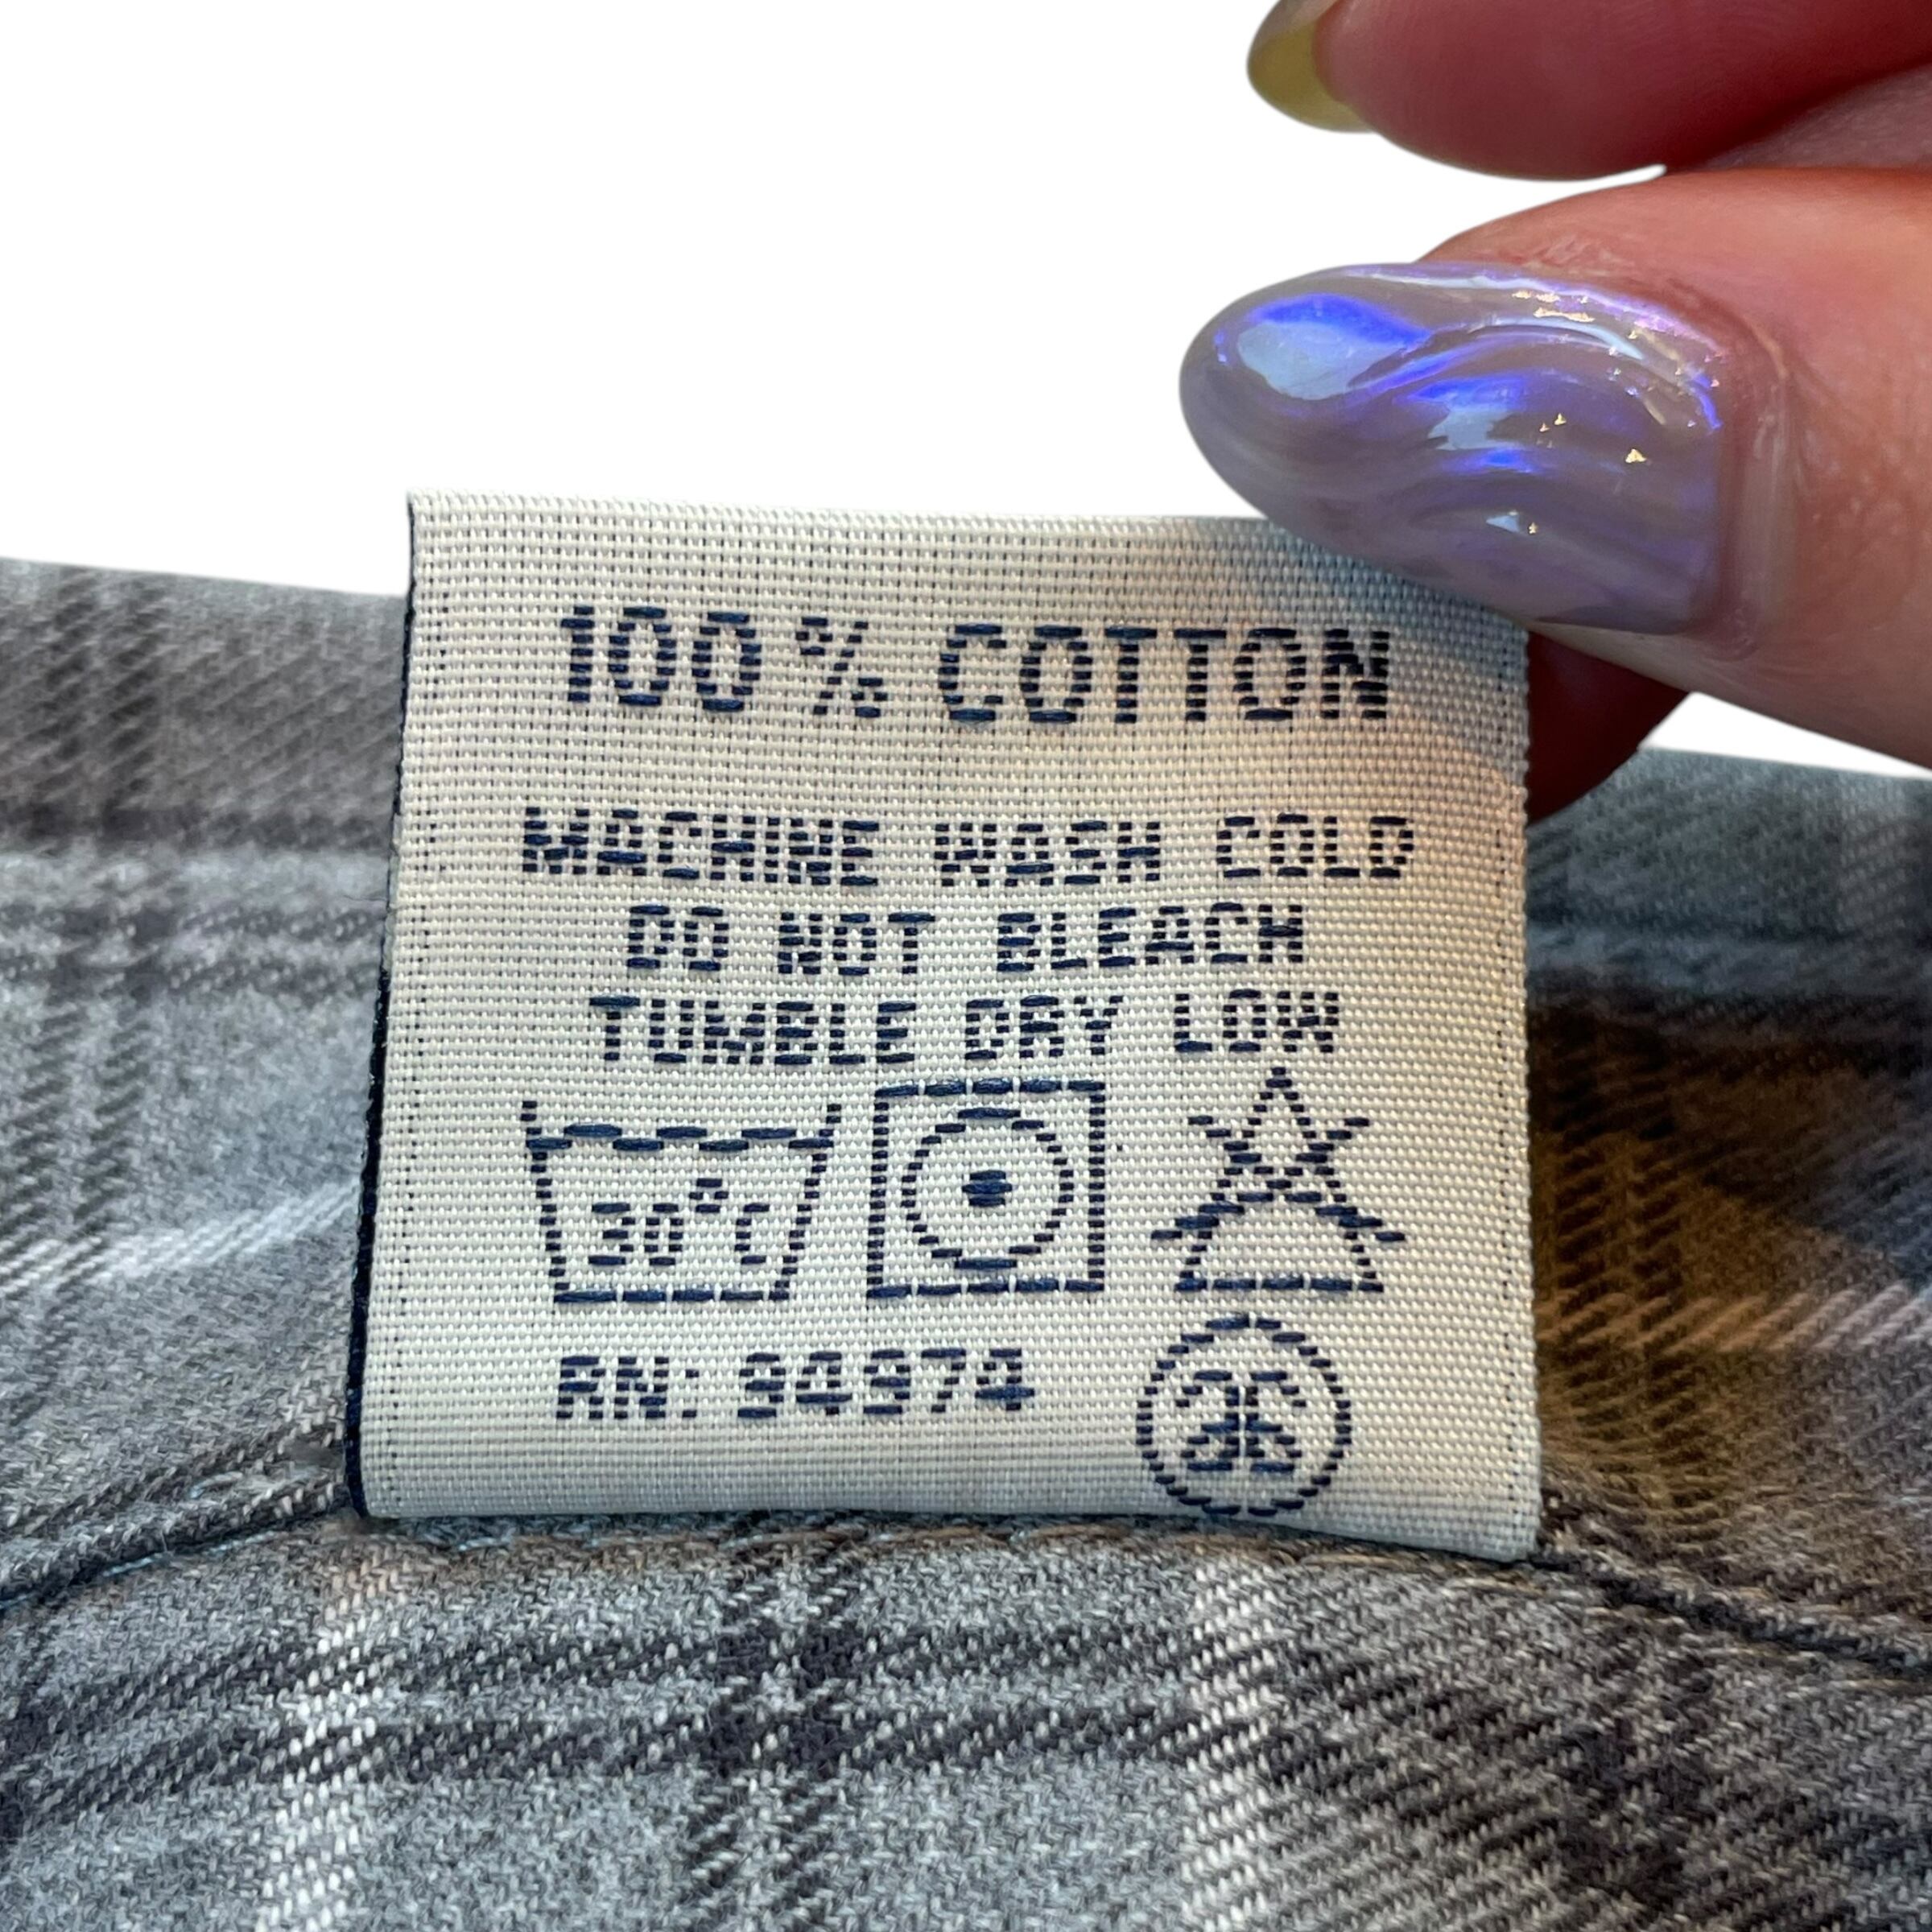 100% COTTON
MACHINE WASH COLD
DO NOT BLEACH
TUMBLE DRY LOW
30°C
RN: 94974